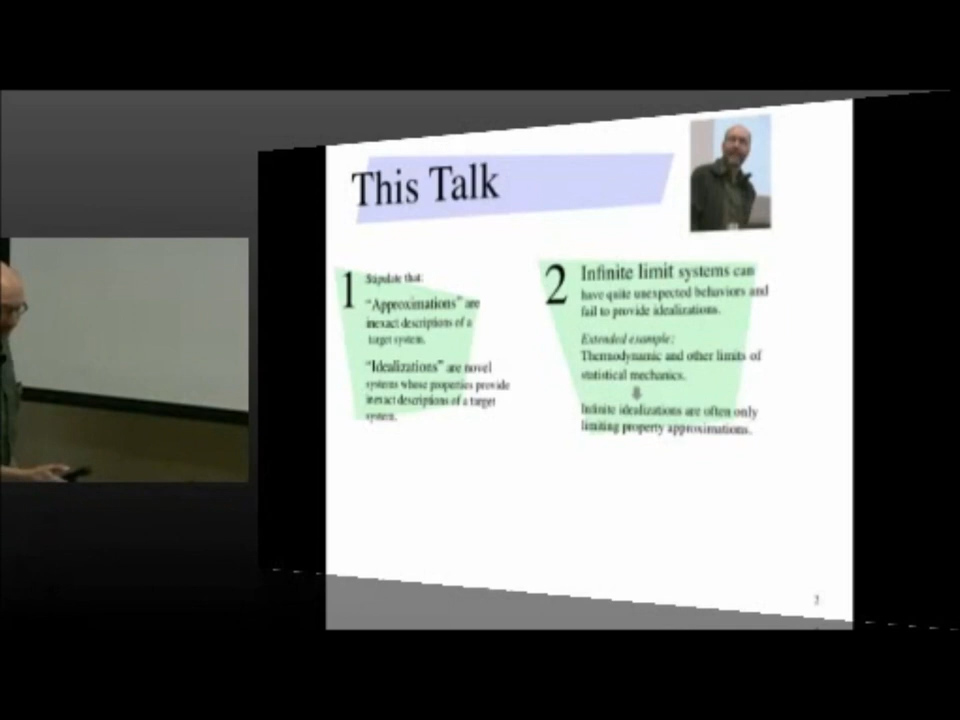 This Talk
1
Stipulate that:
"Approximations" are
inexact descriptions of a
target system.
"Idealizations" are novel
systems whose properties provide
inexact descriptions of a target
system.
2
Infinite limit systems can
have quite unexpected behaviors and
fail to provide idealizations.
Extended example:
Thermodynamic and other limits of
statistical mechanics.
Infinite idealizations are often only
limiting property approximations.